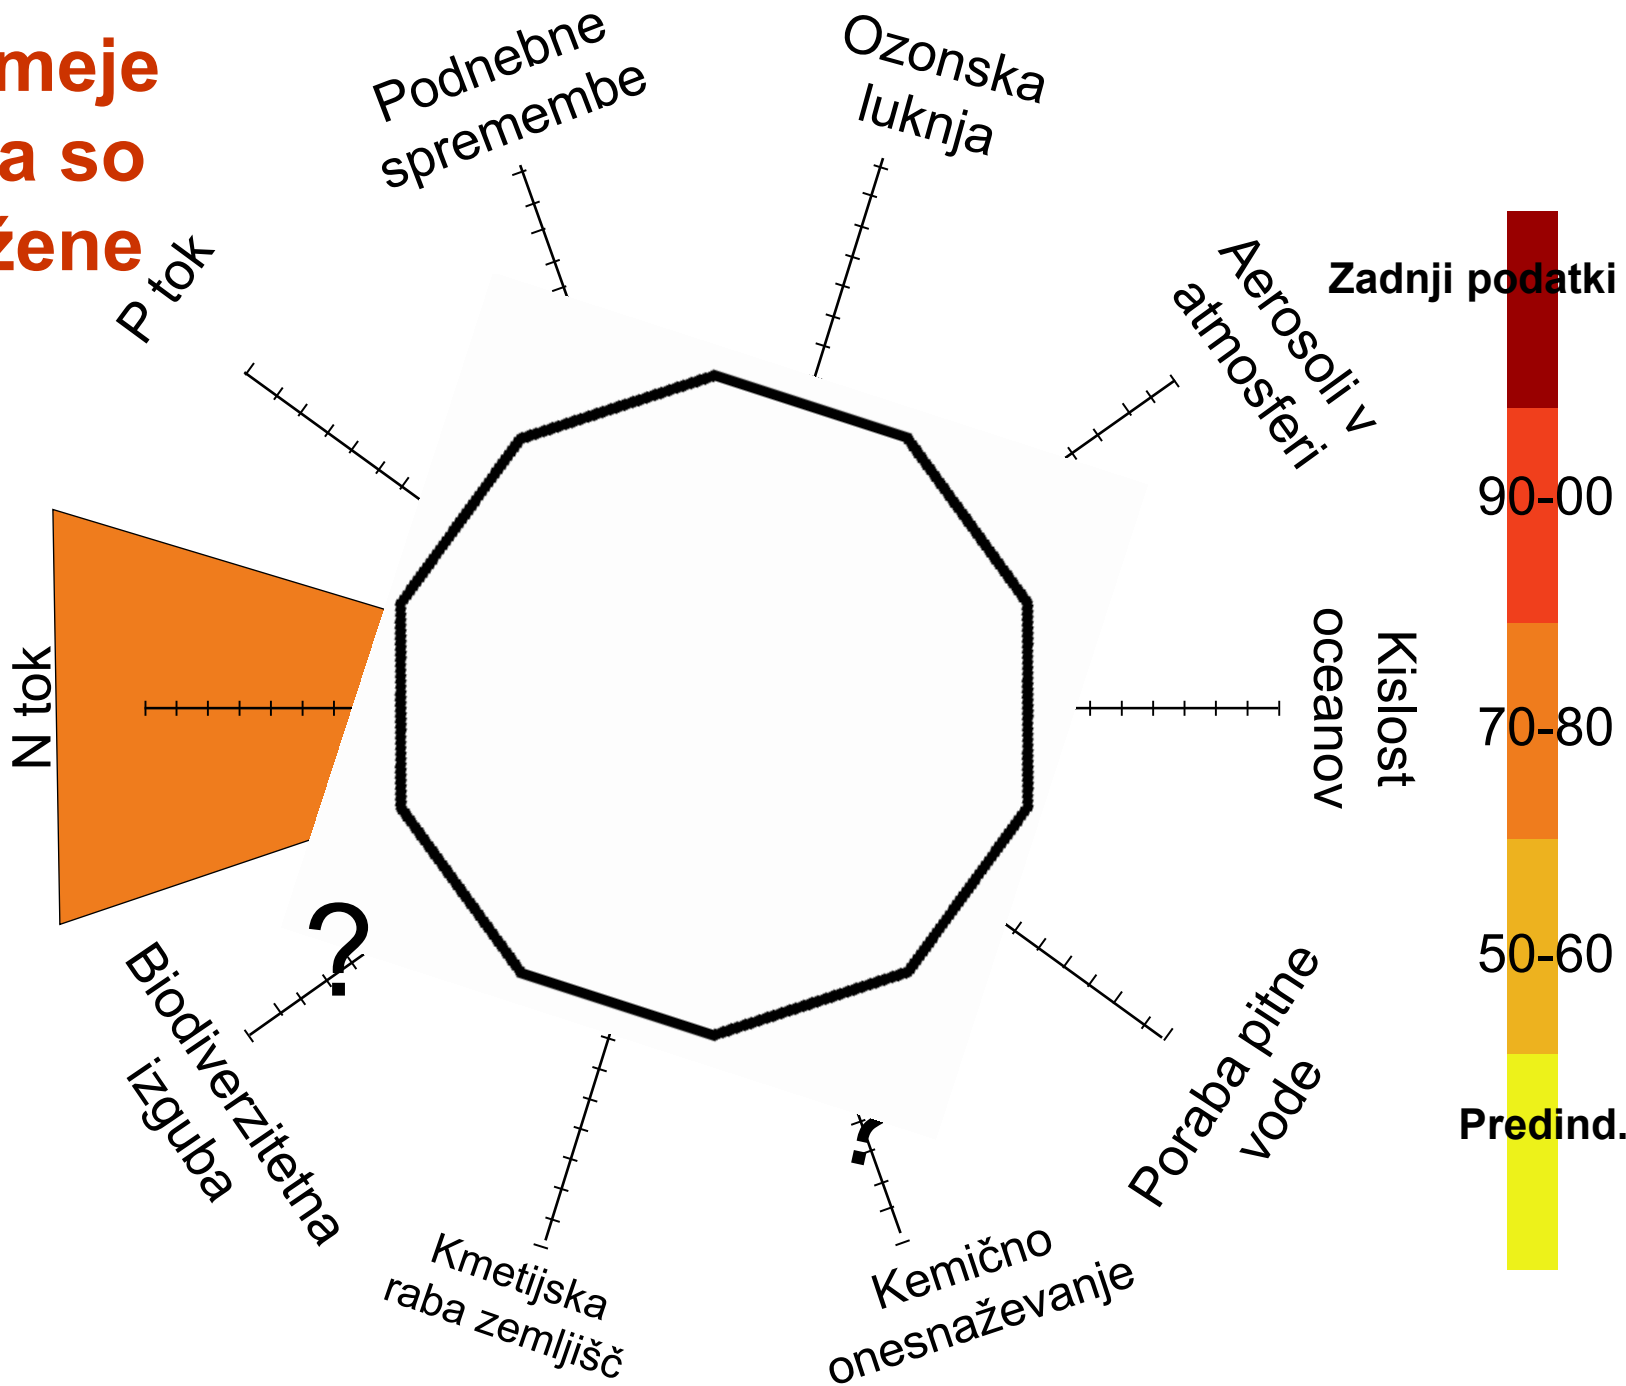 meje
a so
žene
Podnebne
spremembe
Ozonska
luknja
Aerosoli v
atmosferi
P tok
N tok
Kislost
oceanov
Biodiverzitetna
izguba
?
Kmetijska
raba zemljišč
?
Kemično
onesnaževanje
Poraba pitne
vode
Zadnji podatki
90-00
70-80
50-60
Predind.